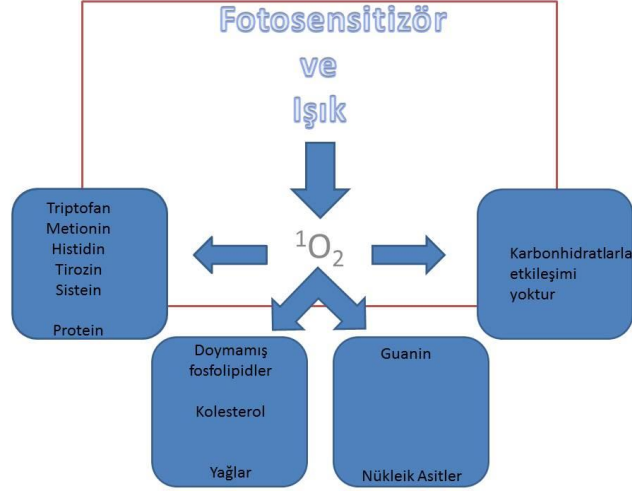 Fotosensitizör
ve
Işık
Triptofan
Metionin
Histidin
Tirozin
Sistein
Protein
¹O₂
Karbonhidratlarla
etkileşimi
yoktur
Doymamış
fosfolipidler
Kolesterol
Yağlar
Guanin
Nükleik Asitler